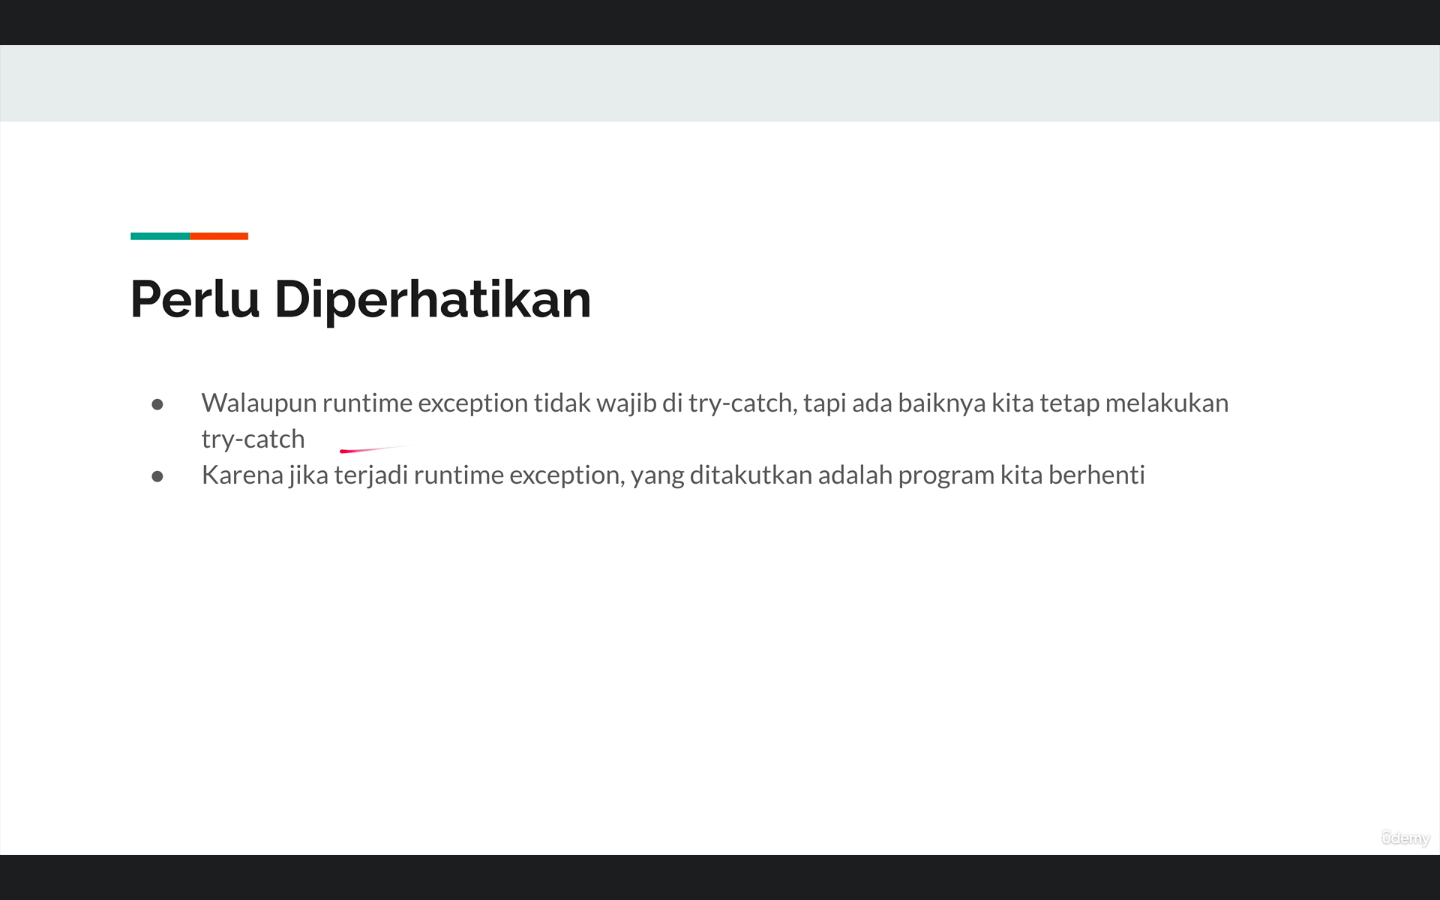 Perlu Diperhatikan
● Walaupun runtime exception tidak wajib di try-catch, tapi ada baiknya kita tetap melakukan
try-catch
● Karena jika terjadi runtime exception, yang ditakutkan adalah program kita berhenti
ûdemy